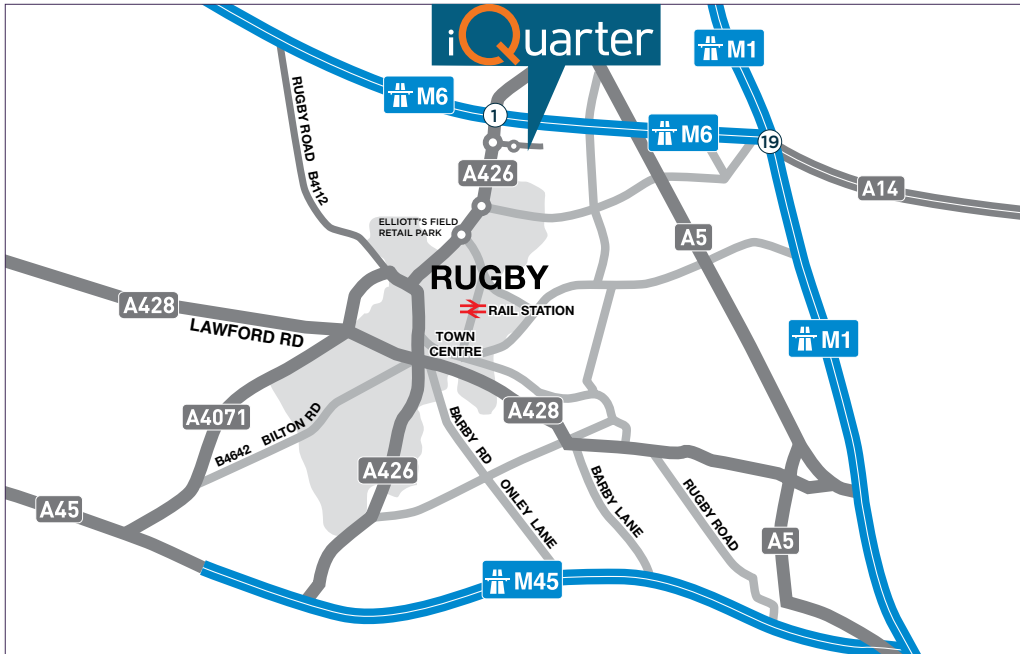 iQuarter
M1
M6
1
M6
19
RUGBY ROAD B4112
A426
A14
ELLIOTT'S FIELD
RETAIL PARK
A5
RUGBY
A428
RAIL STATION
LAWFORD RD
TOWN
CENTRE
M1
A4071
A428
B4642 BILTON RD
BARBY RD
A426
A45
ONLEY LANE
BARBY LANE
RUGBY ROAD
A5
M45